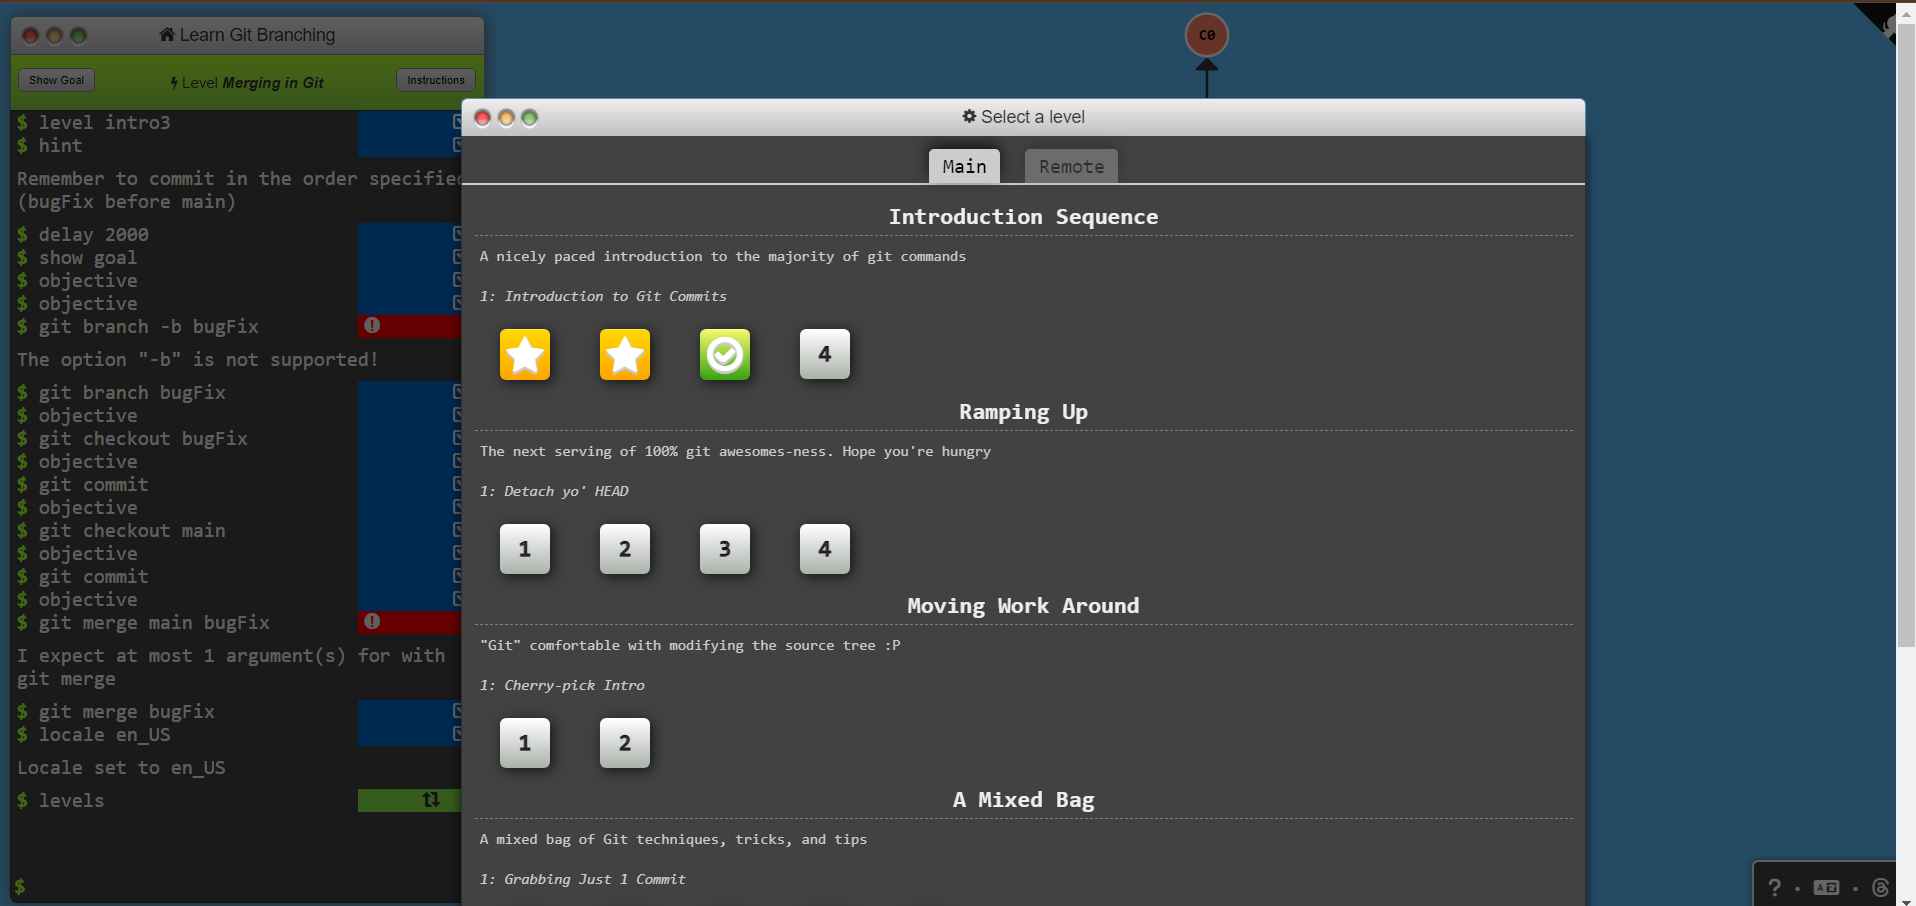 Learn Git Branching
Show Goal
Level Merging in Git
Instructions
$ level intro3
$ hint
Remember to commit in the order specified
(bugFix before main)
$ delay 2000
$ show goal
$ objective
$ objective
$ git branch -b bugFix
The option "-b" is not supported!
$ git branch bugFix
$ objective
$ git checkout bugFix
$ objective
$ git commit
$ objective
$ git checkout main
$ objective
$ git commit
$ objective
$ git merge main bugFix
I expect at most 1 argument(s) for with
git merge
$ git merge bugFix
$ locale en_US
Locale set to en_US
$ levels
$
C0
Select a level
Main
Remote
Introduction Sequence
A nicely paced introduction to the majority of git commands
1: Introduction to Git Commits
4
Ramping Up
The next serving of 100% git awesomes-ness. Hope you're hungry
1: Detach yo' HEAD
1 2 3 4
Moving Work Around
"Git" comfortable with modifying the source tree :P
1: Cherry-pick Intro
1 2
A Mixed Bag
A mixed bag of Git techniques, tricks, and tips
1: Grabbing Just 1 Commit
?